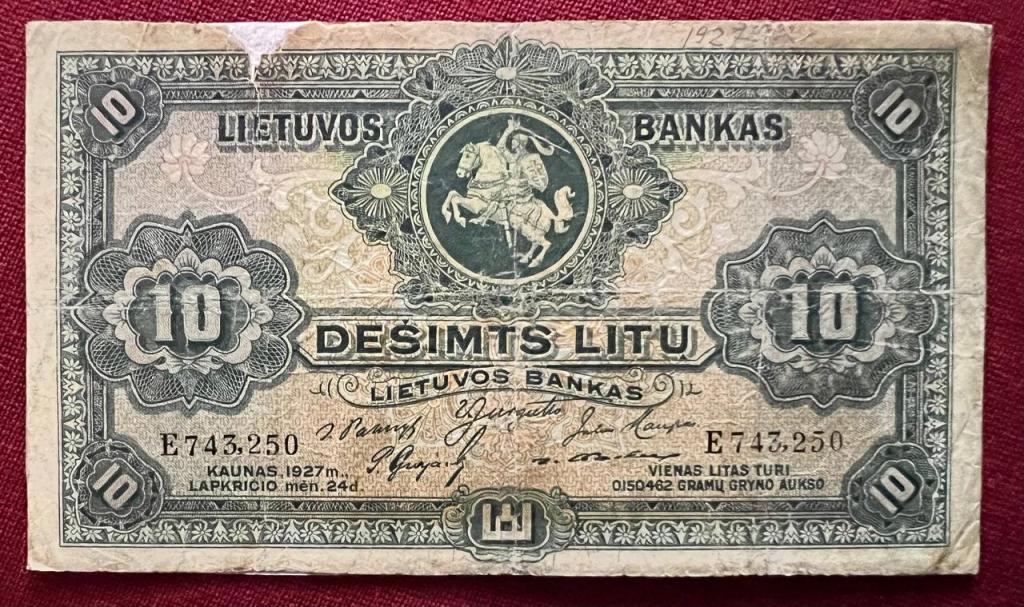 1927
10 10
LIETUVOS BANKAS
10 10
DEŠIMTS LITŲ
LIETUVOS BANKAS
E743,250 E743,250
KAUNAS, 1927m., VIENAS LITAS TURI
LAPKRIČIO mėn. 24d. 0,150462 GRAMŲ GRYNO AUKSO
10 10